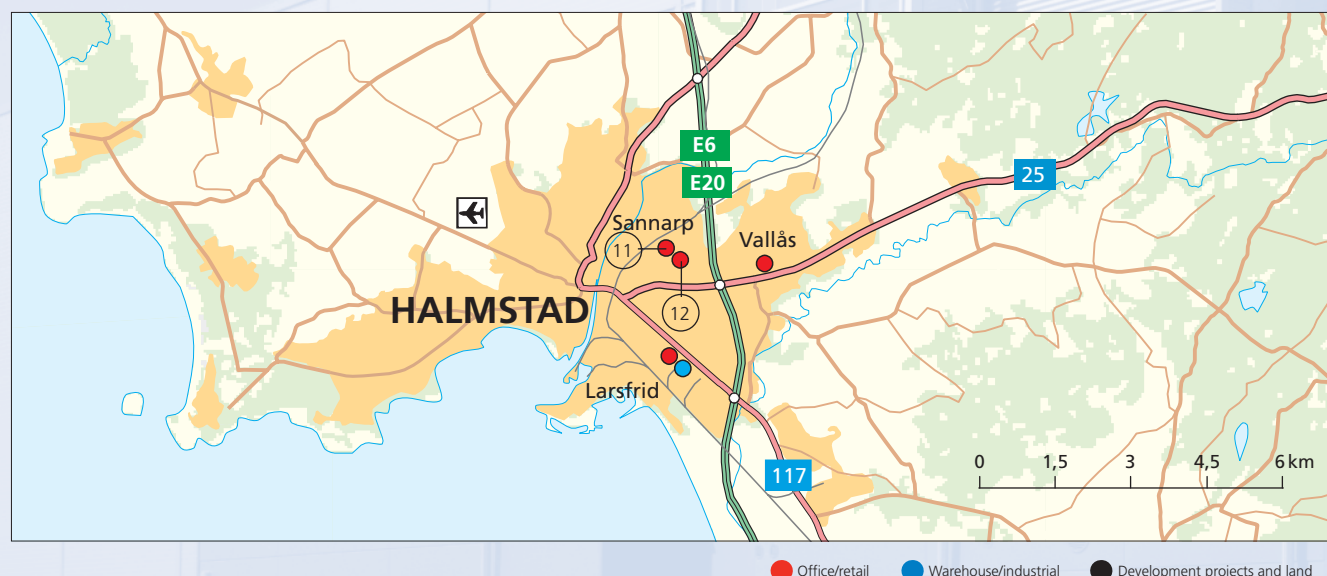 E6
E20
25
Sannarp
Vallås
11
12
HALMSTAD
Larsfrid
117
0 1,5 3 4,5 6 km
Office/retail Warehouse/industrial Development projects and land